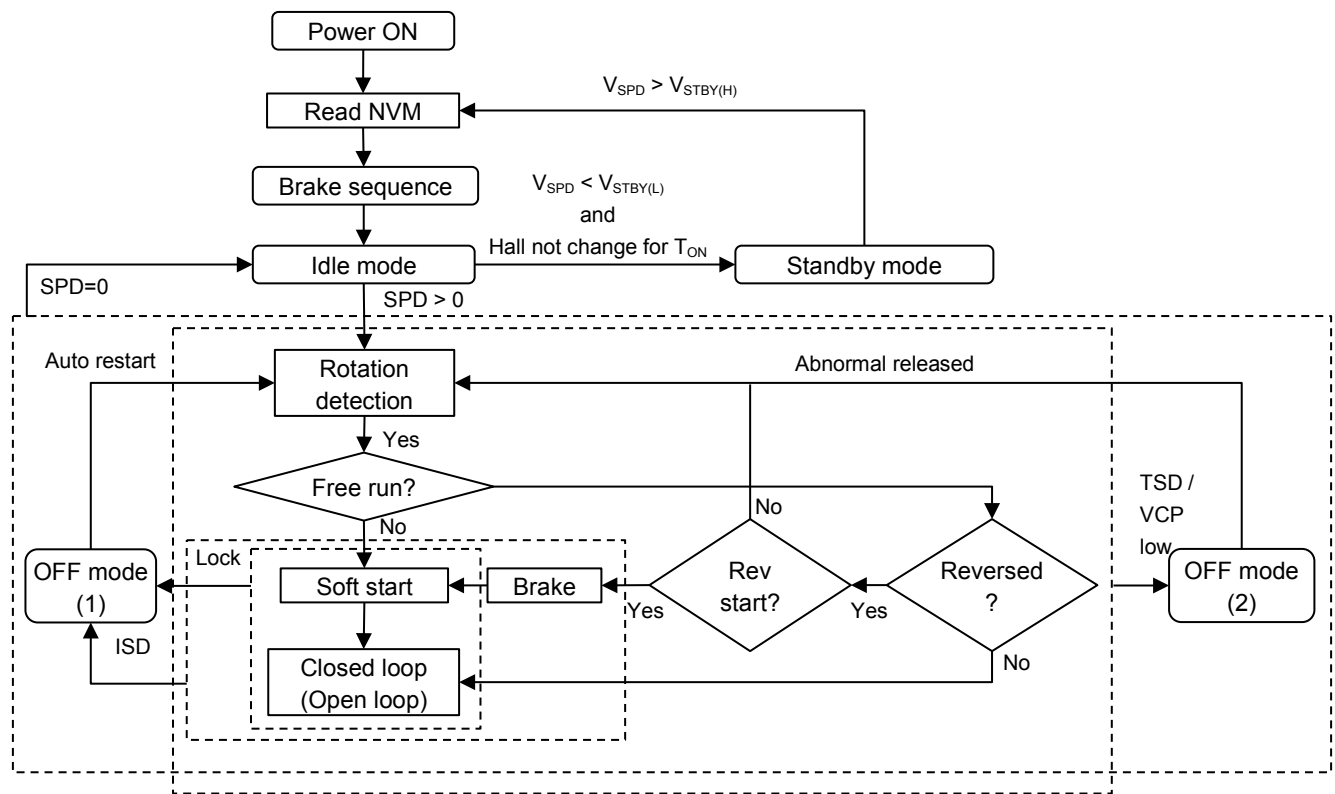 Power ON
V_SPD > V_STBY(H)
Read NVM
Brake sequence
V_SPD < V_STBY(L)
and
Hall not change for T_ON
Idle mode
Standby mode
SPD=0
SPD > 0
Auto restart
Rotation
detection
Abnormal released
Yes
Free run?
No
No
TSD /
VCP
low
Lock
OFF mode
(1)
Soft start
Brake
Yes
Rev
start?
Yes
Reversed
?
OFF mode
(2)
ISD
Closed loop
(Open loop)
No